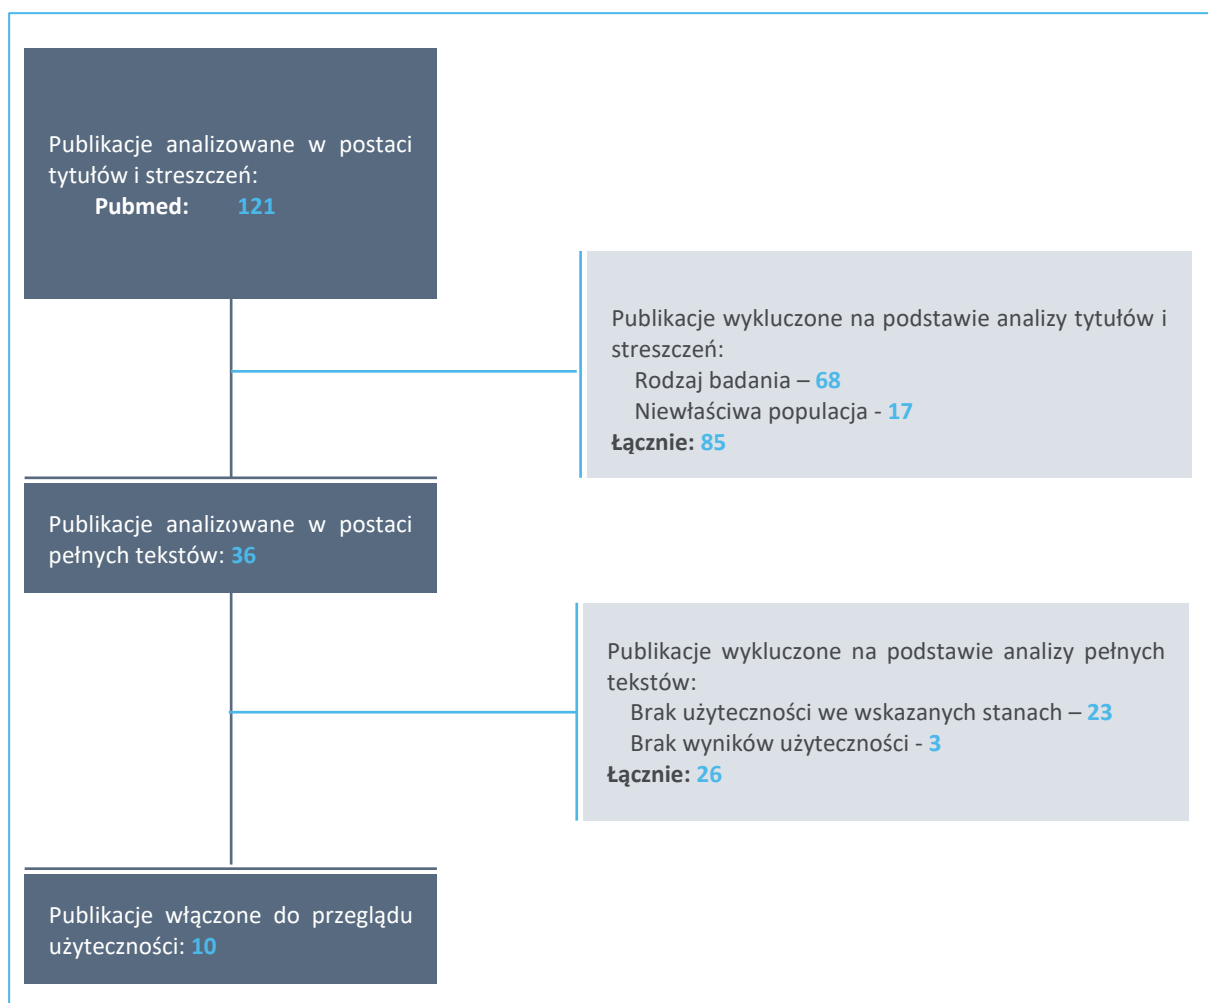 Publikacje analizowane w postaci
tytułów i streszczeń:
Pubmed: 121
Publikacje wykluczone na podstawie analizy tytułów i
streszczeń:
Rodzaj badania – 68
Niewłaściwa populacja - 17
Łącznie: 85
Publikacje analizowane w postaci
pełnych tekstów: 36
Publikacje wykluczone na podstawie analizy pełnych
tekstów:
Brak użyteczności we wskazanych stanach – 23
Brak wyników użyteczności - 3
Łącznie: 26
Publikacje włączone do przeglądu
użyteczności: 10